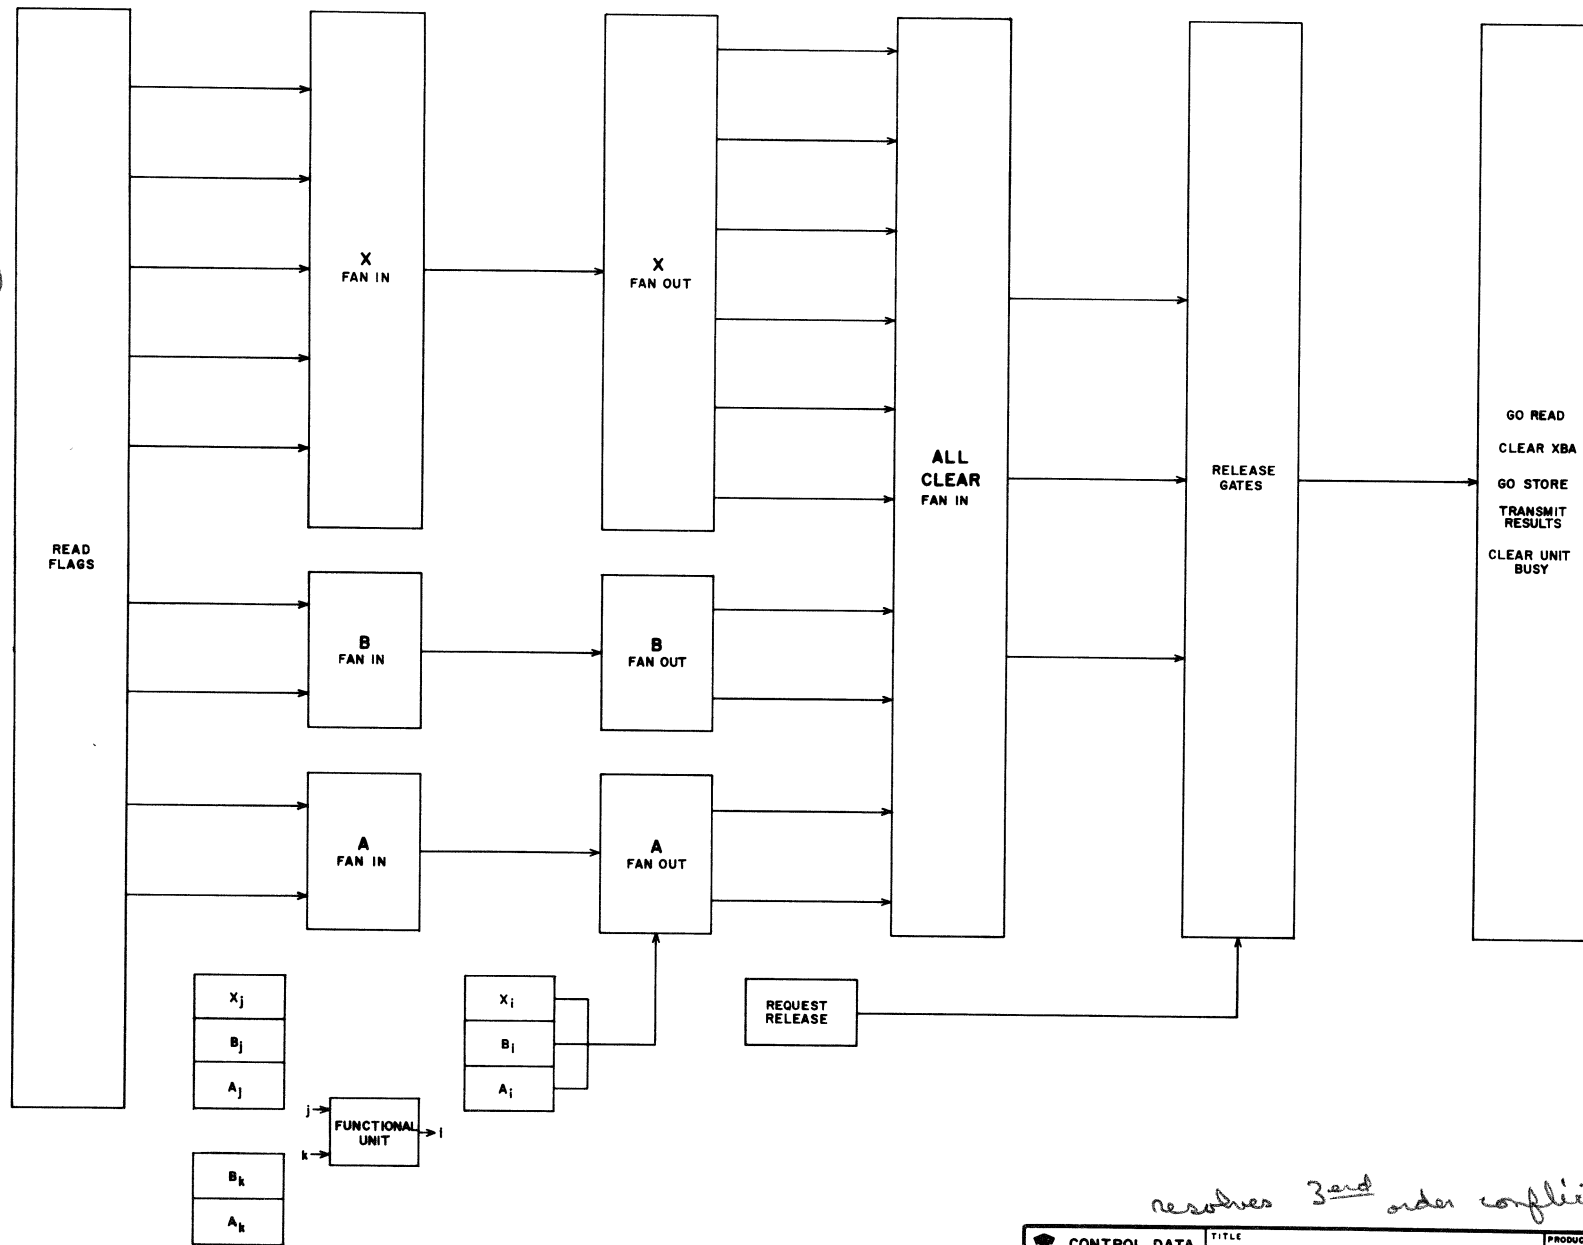 READ
FLAGS
X
FAN IN
X
FAN OUT
ALL
CLEAR
FAN IN
RELEASE
GATES
GO READ
CLEAR XBA
GO STORE
TRANSMIT
RESULTS
CLEAR UNIT
BUSY
B
FAN IN
B
FAN OUT
A
FAN IN
A
FAN OUT
Xj
Bj
Aj
Xi
Bi
Ai
REQUEST
RELEASE
j
k
FUNCTIONAL
UNIT
i
Bk
Ak
resolves 3erd order
CONTROL DATA
TITLE